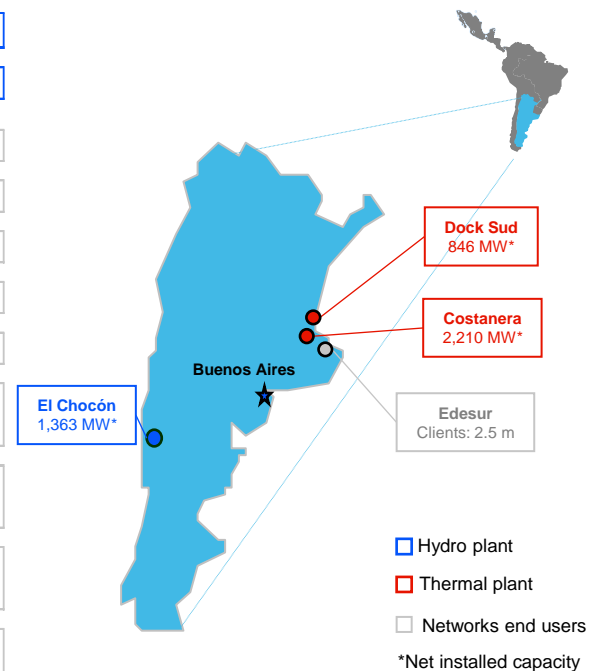 Dock Sud
846 MW*
Costanera
2,210 MW*
Buenos Aires
El Chocón
1,363 MW*
Edesur
Clients: 2.5 m
Hydro plant
Thermal plant
Networks end users
*Net installed capacity